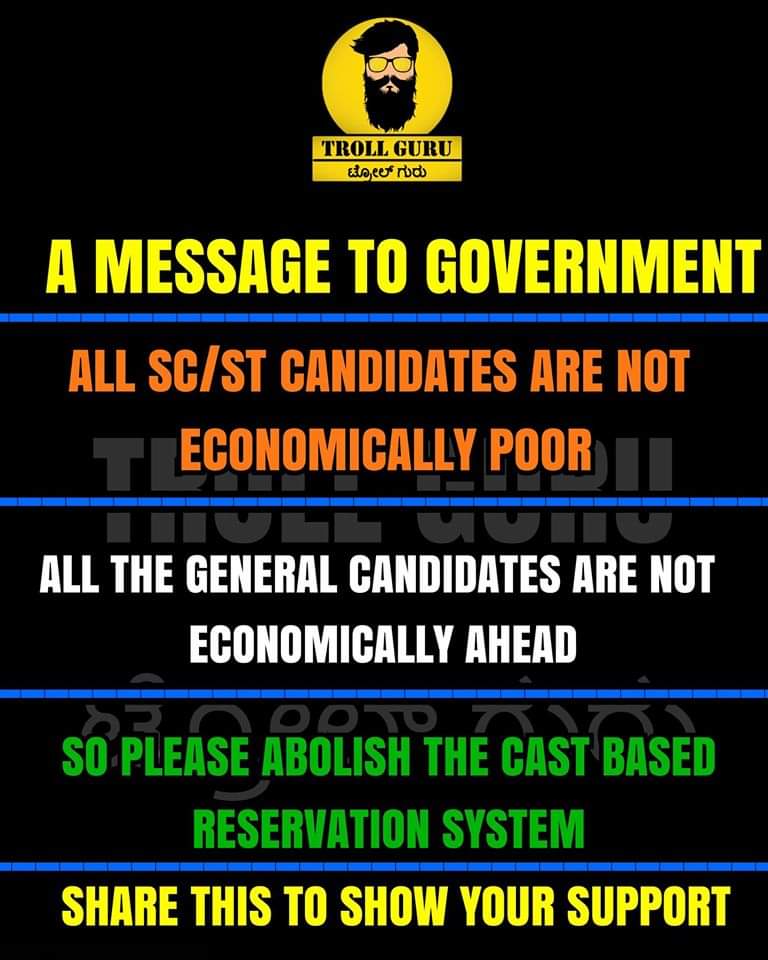 TROLL GURU
ಟ್ರೋಲ್ ಗುರು
A MESSAGE TO GOVERNMENT
ALL SC/ST CANDIDATES ARE NOT
ECONOMICALLY POOR
TROLL GURU
ALL THE GENERAL CANDIDATES ARE NOT
ECONOMICALLY AHEAD
ಟ್ರೋಲ್ ಗುರು
SO PLEASE ABOLISH THE CAST BASED
RESERVATION SYSTEM
SHARE THIS TO SHOW YOUR SUPPORT